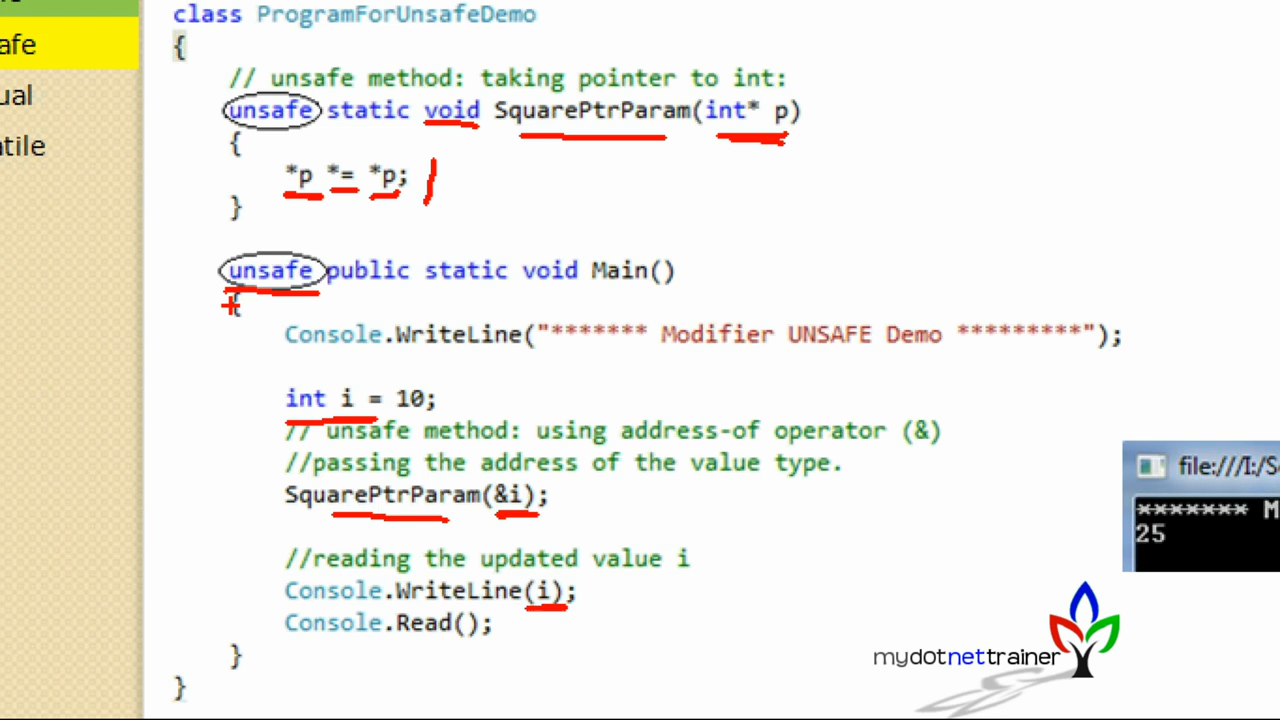 afe
ual
atile
class ProgramForUnsafeDemo
{
// unsafe method: taking pointer to int:
unsafe static void SquarePtrParam(int* p)
{
*p *= *p;
}
unsafe public static void Main()
{
Console.WriteLine("******* Modifier UNSAFE Demo *********");
int i = 10;
// unsafe method: using address-of operator (&)
//passing the address of the value type.
SquarePtrParam(&i);
//reading the updated value i
Console.WriteLine(i);
Console.Read();
}
}
file:///I:/S
******* M
25
mydotnettrainer